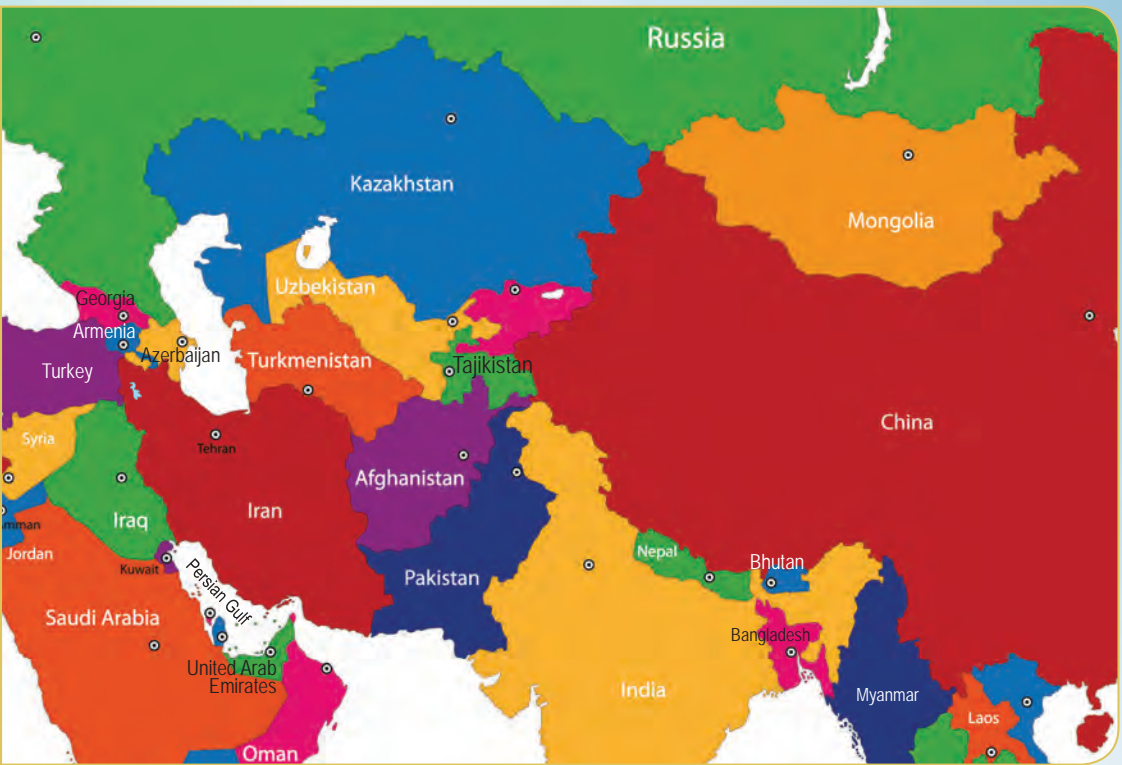 Russia
Kazakhstan
Mongolia
Uzbekistan
Georgia
Armenia
Azerbaijan
Turkmenistan
Tajikistan
Turkey
China
Syria
Tehran
Afghanistan
Iran
Iraq
mman
Jordan
Kuwait
Persian Gulf
Pakistan
Nepal
Bhutan
Saudi Arabia
Bangladesh
United Arab
Emirates
India
Myanmar
Laos
Oman